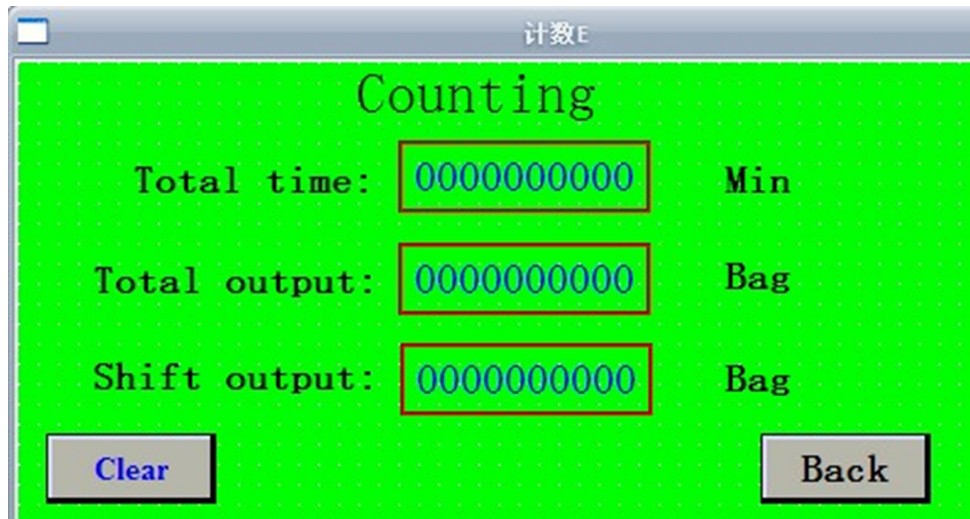 计数E
Counting
Total time: 0000000000 Min
Total output: 0000000000 Bag
Shift output: 0000000000 Bag
Clear Back